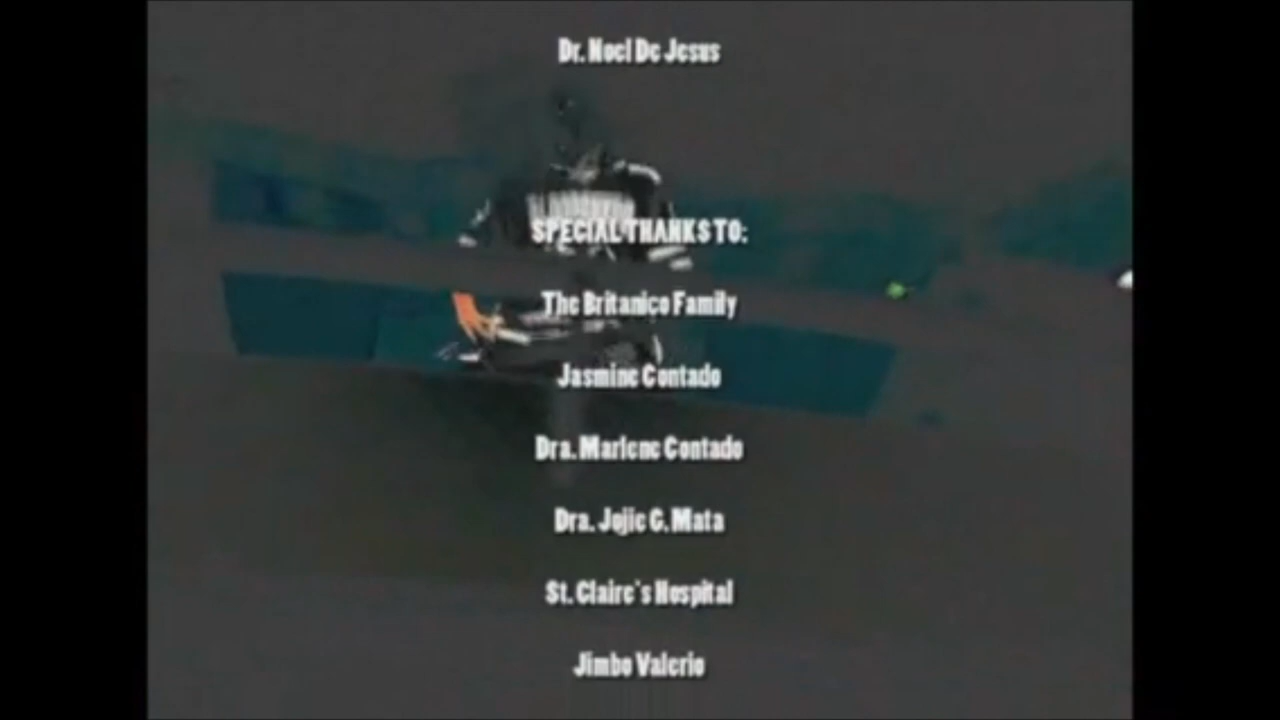 Dr. Noel De Jesus
SPECIAL THANKS TO:
The Britanico Family
Jasmine Contado
Dra. Marlene Contado
Dra. Jojie G. Mata
St. Claire's Hospital
Jimbo Valerio